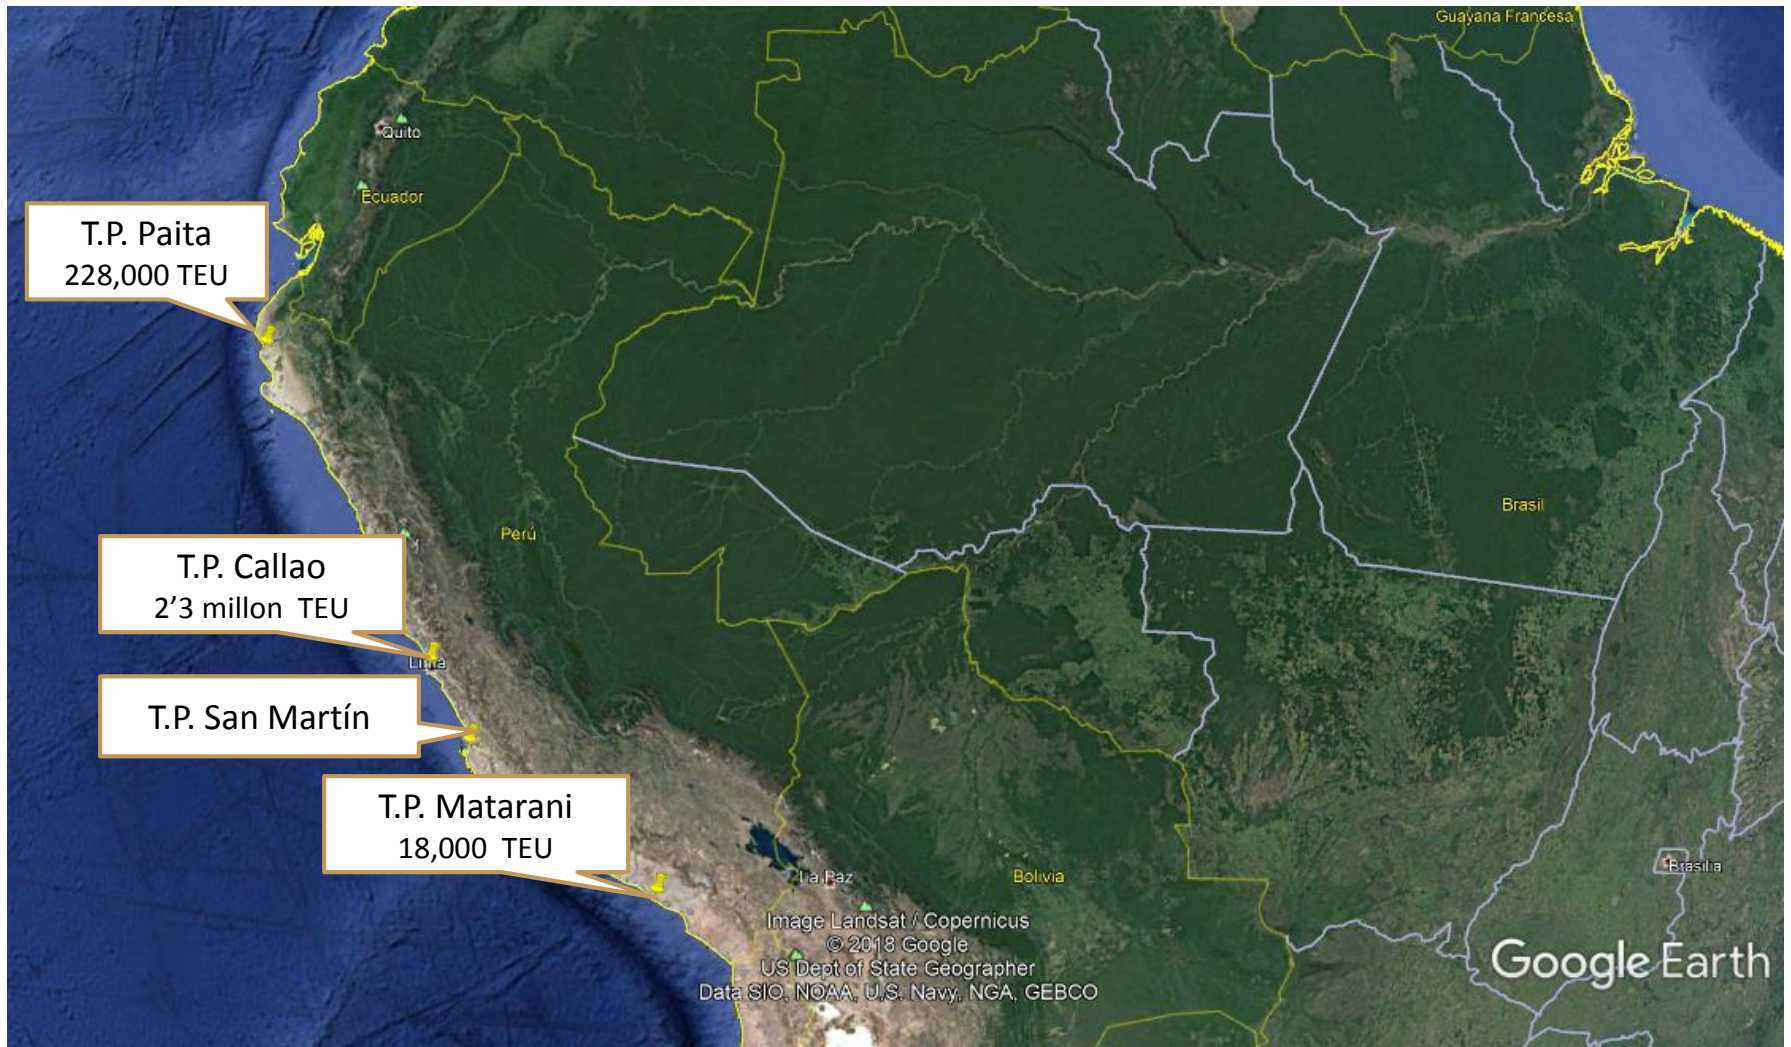 Guayana Francesa
Quito
Ecuador
T.P. Paita
228,000 TEU
Brasil
Perú
T.P. Callao
2’3 millon TEU
Lima
T.P. San Martín
T.P. Matarani
18,000 TEU
La Paz
Bolivia
Brasilia
Image Landsat / Copernicus
© 2018 Google
US Dept of State Geographer
Data SIO, NOAA, U.S. Navy, NGA, GEBCO
Google Earth